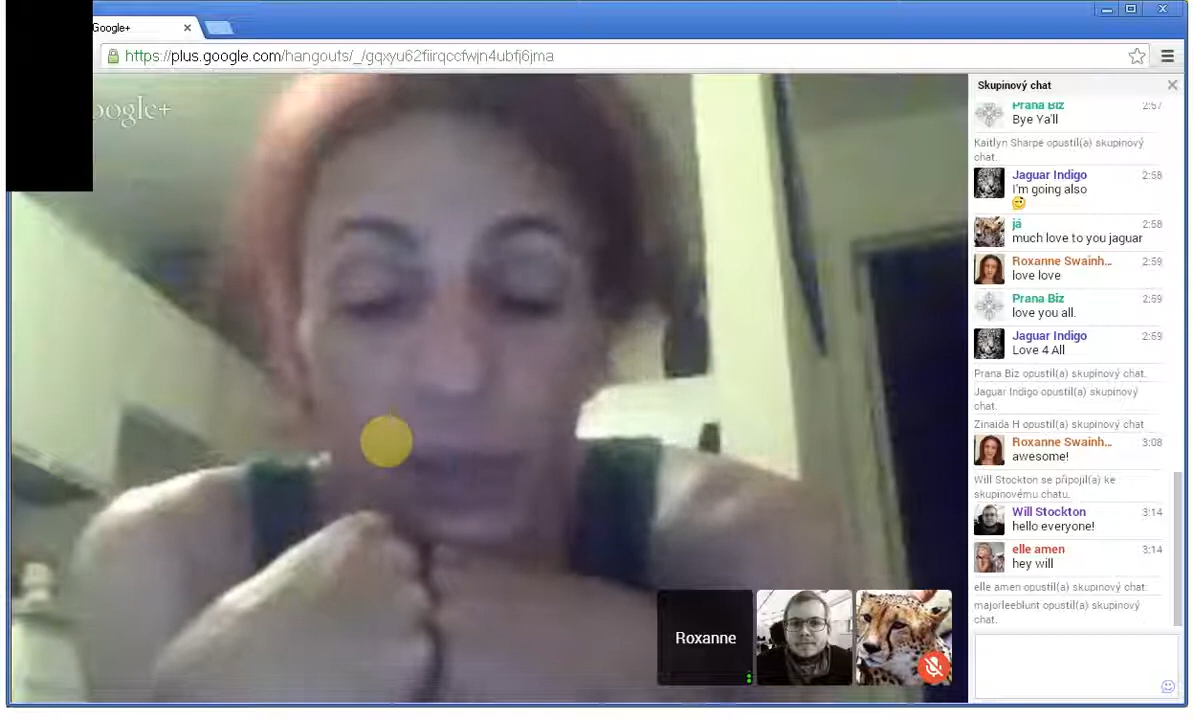 Google+
https://plus.google.com/hangouts/_/gqxyu62fiirqccfwjn4ubfj6jma
oogle+
Skupinový chat
Prana Biz 2:57
Bye Ya'll
Kaitlyn Sharpe opustil(a) skupinový
chat.
Jaguar Indigo 2:58
I'm going also
já 2:58
much love to you jaguar
Roxanne Swainh... 2:59
love love
Prana Biz 2:59
love you all.
Jaguar Indigo 2:59
Love 4 All
Prana Biz opustil(a) skupinový chat.
Jaguar Indigo opustil(a) skupinový
chat.
Zinaida H opustil(a) skupinový chat
Roxanne Swainh... 3:08
awesome!
Will Stockton se připojil(a) ke
skupinovému chatu.
Will Stockton 3:14
hello everyone!
elle amen 3:14
hey will
elle amen opustil(a) skupinový chat.
majorleeblunt opustil(a) skupinový
chat.
Roxanne